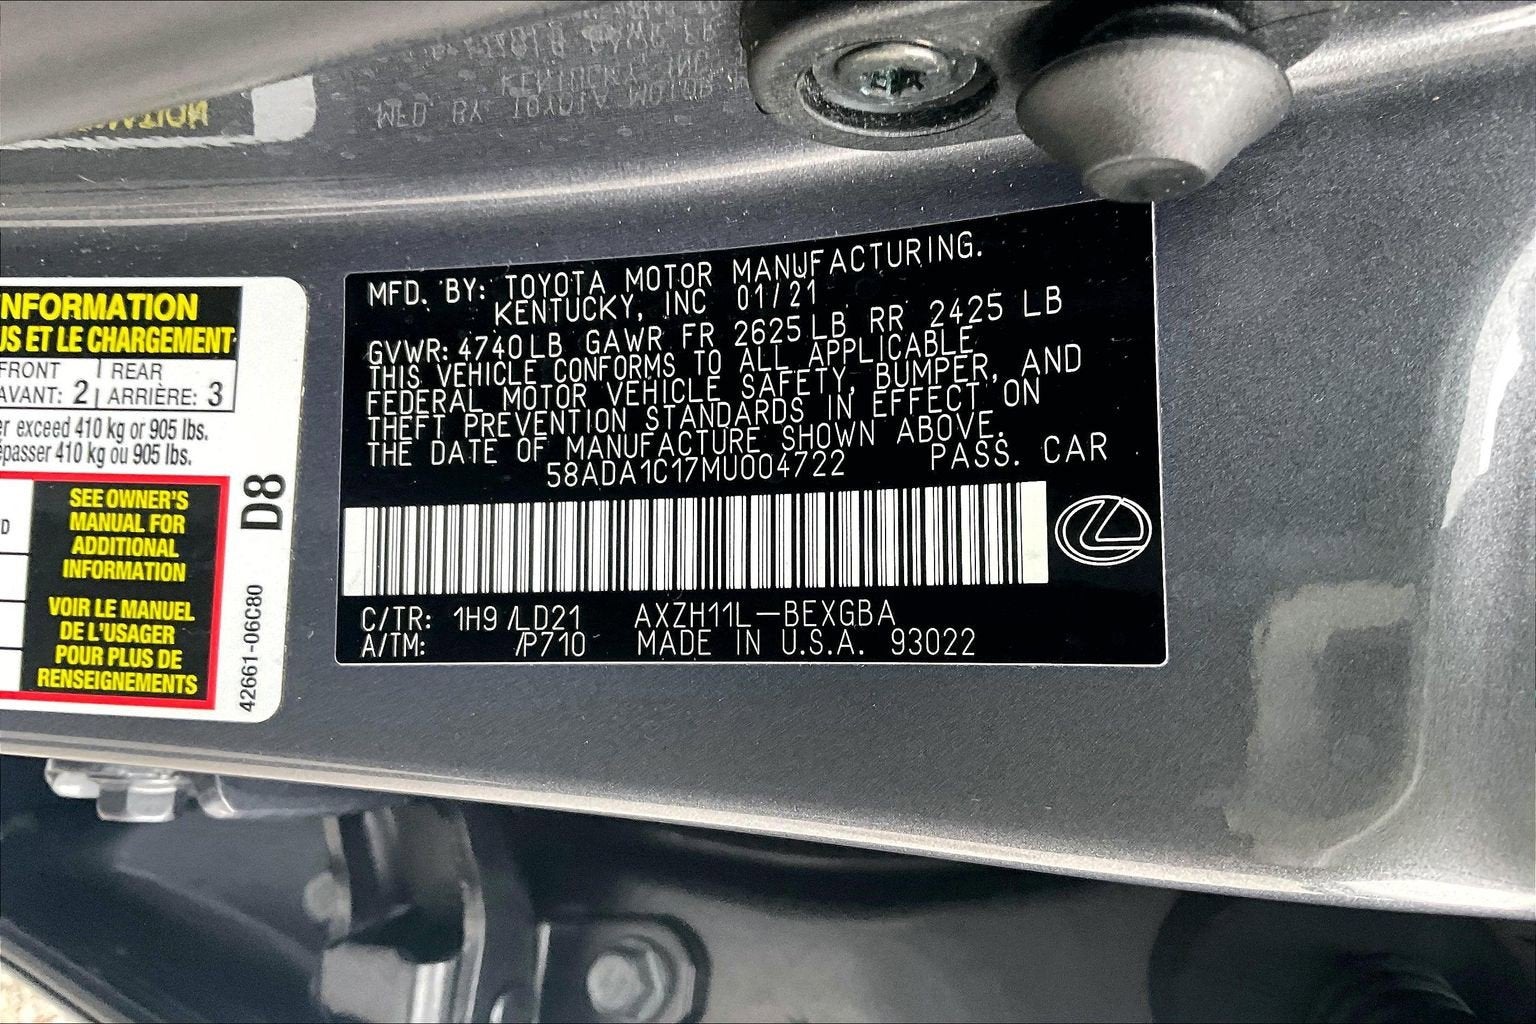 NFORMATION
US ET LE CHARGEMENT
FRONT | REAR
AVANT: 2 | ARRIÈRE: 3
exceed 410 kg or 905 lbs.
410 kg ou 905 lbs.
SEE OWNER'S
MANUAL FOR
ADDITIONAL
INFORMATION
VOIR LE MANUEL
DE L'USAGER
POUR PLUS DE
RENSEIGNEMENTS
D8
42661-06C80
MFD. BY: TOYOTA MOTOR MANUFACTURING.
KENTUCKY, INC 01/21
GVWR: 4740LB GAWR FR 2625LB RR 2425 LB
THIS VEHICLE CONFORMS TO ALL APPLICABLE
FEDERAL MOTOR VEHICLE SAFETY, BUMPER, AND
THEFT PREVENTION STANDARDS IN EFFECT ON
THE DATE OF MANUFACTURE SHOWN ABOVE.
58ADA1C17MU004722 PASS. CAR
C/TR: 1H9 /LD21 AXZH11L-BEXGBA
A/TM: /P710 MADE IN U.S.A. 93022